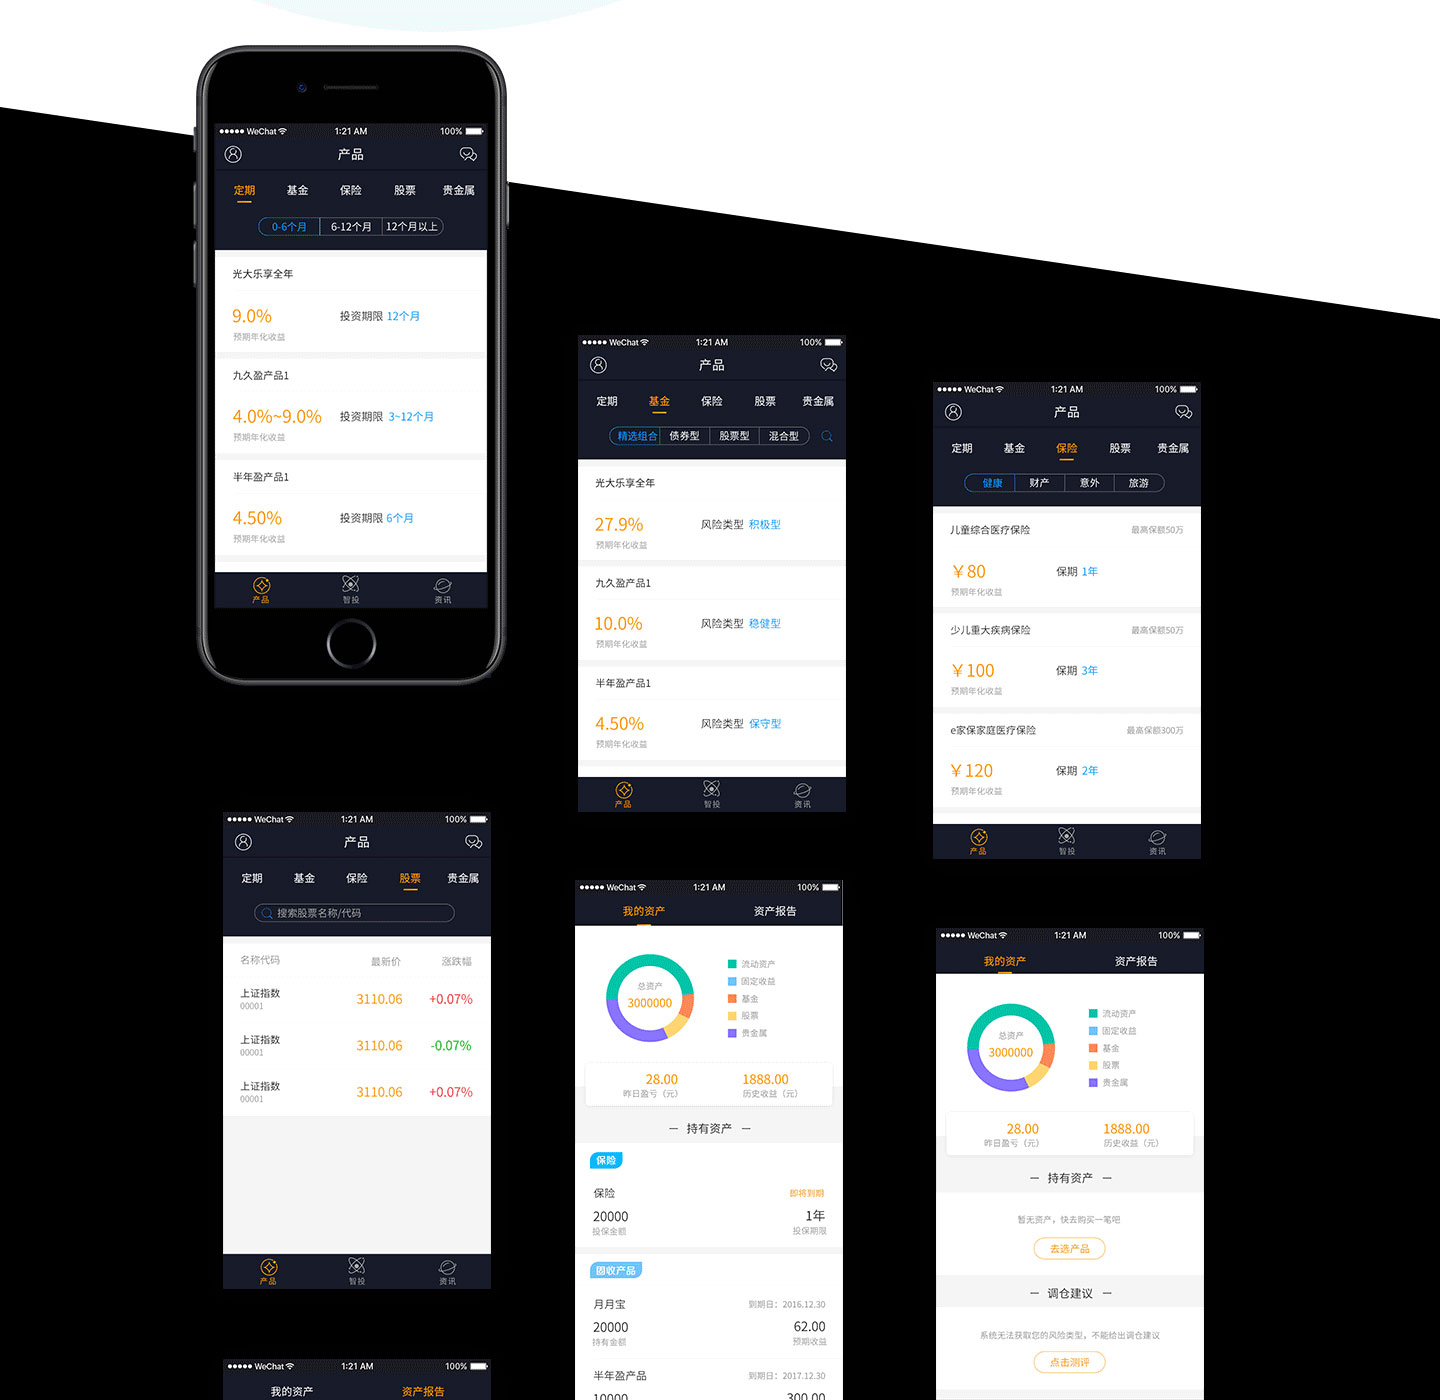 WeChat 1:21 AM 100%
产品
定期 基金 保险 股票 贵金属
0-6个月 6-12个月 12个月以上
光大乐享全年
9.0% 投资期限 12个月
预期年化收益
九久盈产品1
4.0%~9.0% 投资期限 3~12个月
预期年化收益
半年盈产品1
4.50% 投资期限 6个月
预期年化收益
产品 智投 资讯
WeChat 1:21 AM 100%
产品
定期 基金 保险 股票 贵金属
精选组合 债券型 股票型 混合型
光大乐享全年
27.9% 风险类型 积极型
预期年化收益
九久盈产品1
10.0% 风险类型 稳健型
预期年化收益
半年盈产品1
4.50% 风险类型 保守型
预期年化收益
产品 智投 资讯
WeChat 1:21 AM 100%
产品
定期 基金 保险 股票 贵金属
健康 财产 意外 旅游
儿童综合医疗保险 最高保额50万
￥80 保期 1年
预期年化收益
少儿重大疾病保险 最高保额50万
￥100 保期 3年
预期年化收益
e家保家庭医疗保险 最高保额300万
￥120 保期 2年
预期年化收益
产品 智投 资讯
WeChat 1:21 AM 100%
产品
定期 基金 保险 股票 贵金属
搜索股票名称/代码
名称代码 最新价 涨跌幅
上证指数 3110.06 +0.07%
00001
上证指数 3110.06 -0.07%
00001
上证指数 3110.06 +0.07%
00001
产品 智投 资讯
WeChat 1:21 AM 100%
我的资产 资产报告
总资产
3000000
流动资产
固定收益
基金
股票
贵金属
28.00 1888.00
昨日盈亏（元） 历史收益（元）
持有资产
保险
保险 即将到期
20000 1年
投保金额 投保期限
固收产品
月月宝 到期日：2016.12.30
20000 62.00
持有金额 预期收益
半年盈产品 到期日：2017.12.30
10000 300.00
WeChat 1:21 AM 100%
我的资产 资产报告
总资产
3000000
流动资产
固定收益
基金
股票
贵金属
28.00 1888.00
昨日盈亏（元） 历史收益（元）
持有资产
暂无资产，快去购买一笔吧
去选产品
调仓建议
系统无法获取您的风险类型，不能给出调仓建议
点击测评
WeChat 1:21 AM 100%
我的资产 资产报告